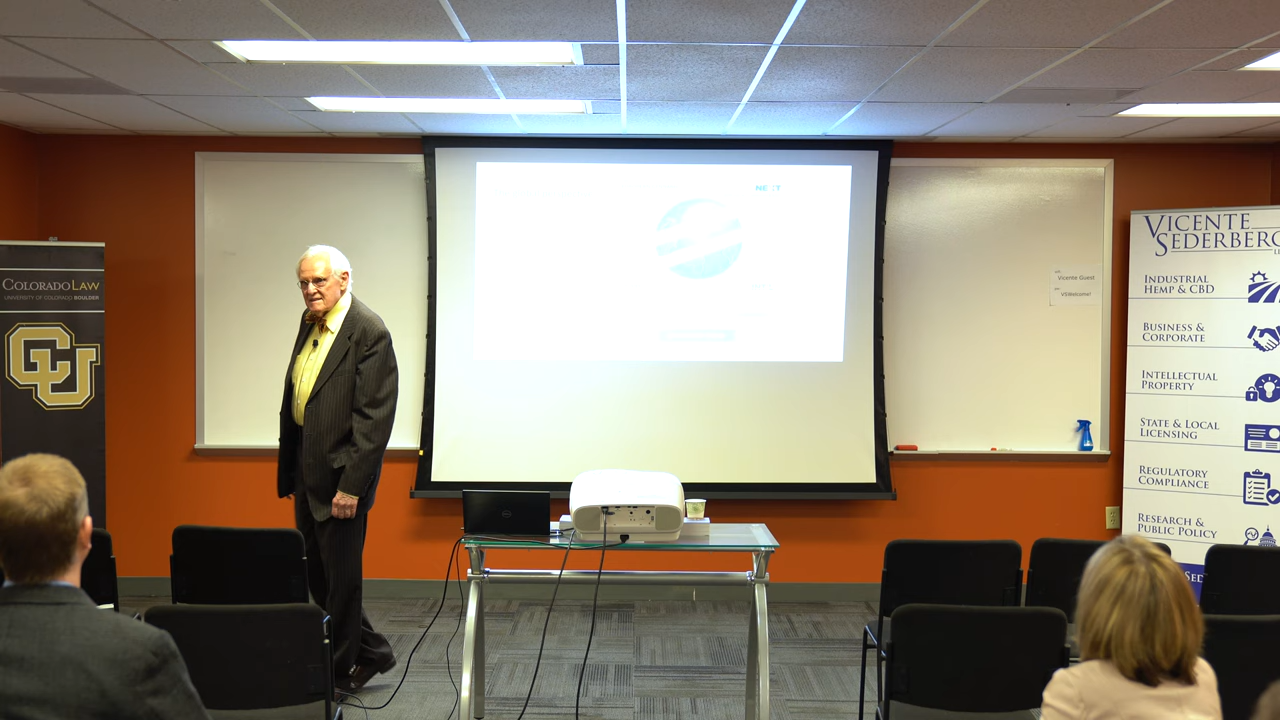 COLORADO LAW
UNIVERSITY OF COLORADO BOULDER
CU
NEXT
Vicente Guest
VSWelcome!
VICENTE
SEDERBERG
INDUSTRIAL
HEMP & CBD
BUSINESS &
CORPORATE
INTELLECTUAL
PROPERTY
STATE & LOCAL
LICENSING
REGULATORY
COMPLIANCE
RESEARCH &
PUBLIC POLICY
DELL